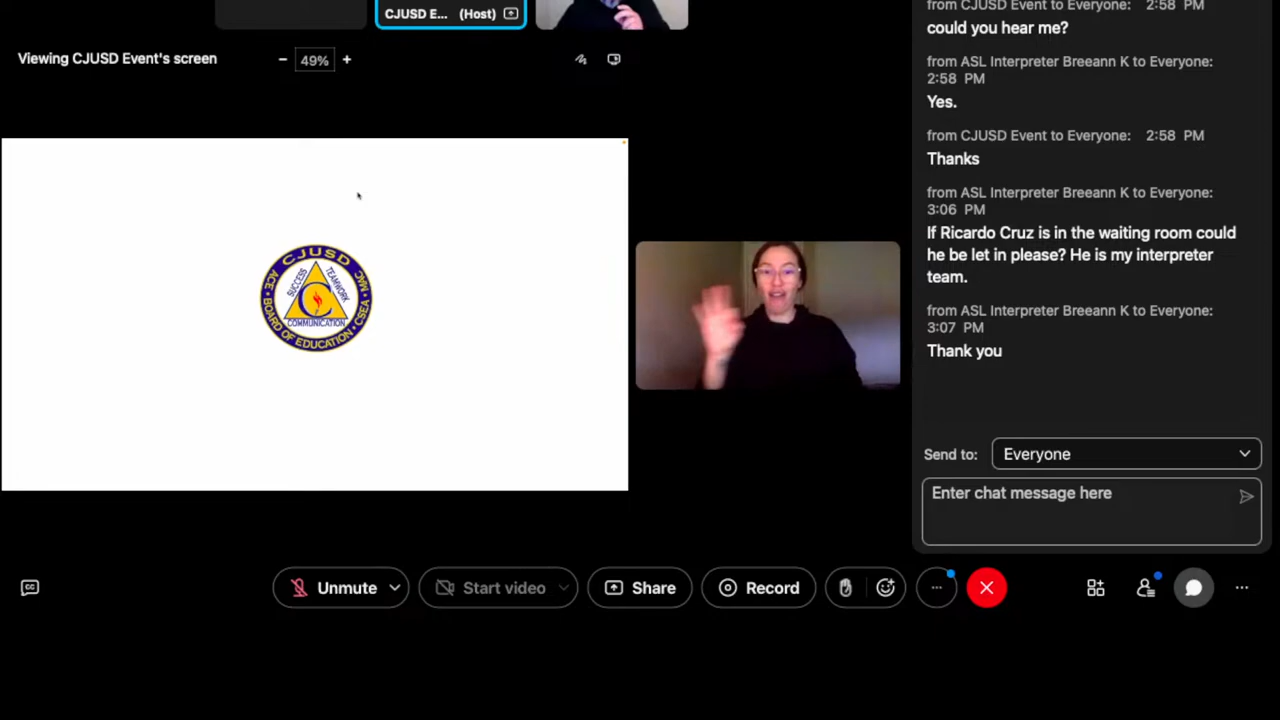 CJUSD E... (Host)
Viewing CJUSD Event's screen
49%
CJUSD
ACE • BOARD OF EDUCATION • CSEA MAC
SUCCESS
TEAMWORK
C
COMMUNICATION
from CJUSD Event to Everyone: 2:58 PM
could you hear me?
from ASL Interpreter Breeann K to Everyone:
2:58 PM
Yes.
from CJUSD Event to Everyone: 2:58 PM
Thanks
from ASL Interpreter Breeann K to Everyone:
3:06 PM
If Ricardo Cruz is in the waiting room could
he be let in please? He is my interpreter
team.
from ASL Interpreter Breeann K to Everyone:
3:07 PM
Thank you
Send to: Everyone
Enter chat message here
CC
Unmute
Start video
Share
Record